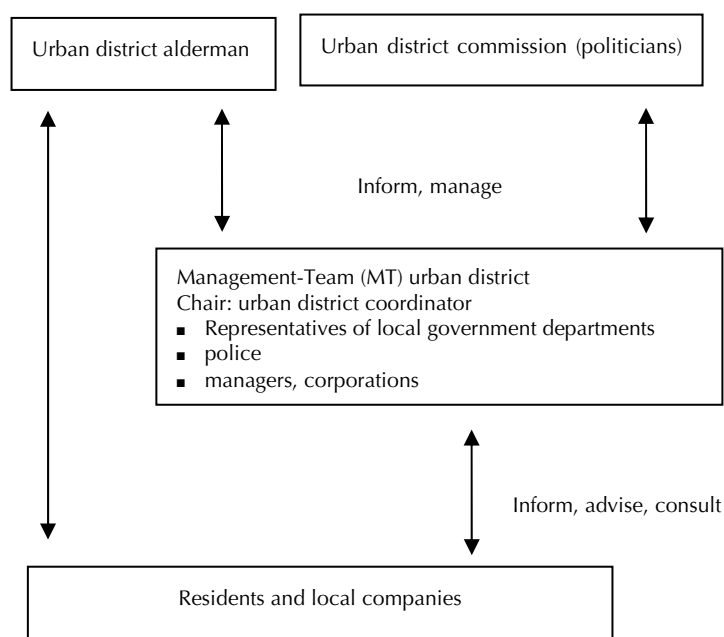 Urban district alderman
Urban district commission (politicians)
Inform, manage
Management-Team (MT) urban district
Chair: urban district coordinator
▪ Representatives of local government departments
▪ police
▪ managers, corporations
Inform, advise, consult
Residents and local companies